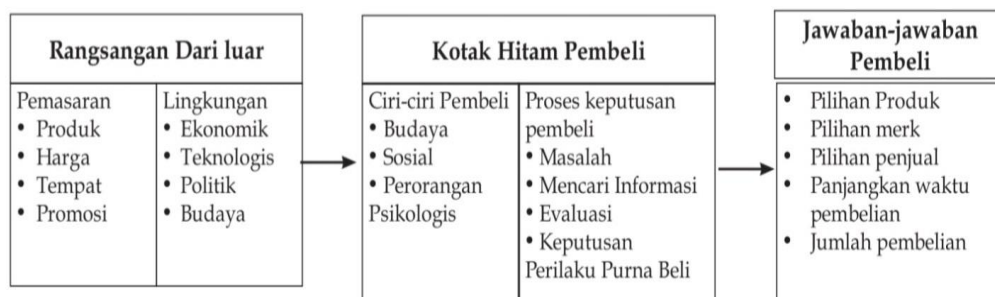 Rangsangan Dari luar
Pemasaran
• Produk
• Harga
• Tempat
• Promosi
Lingkungan
• Ekonomik
• Teknologis
• Politik
• Budaya
Kotak Hitam Pembeli
Ciri-ciri Pembeli
• Budaya
• Sosial
• Perorangan
Psikologis
Proses keputusan
pembeli
• Masalah
• Mencari Informasi
• Evaluasi
• Keputusan
Perilaku Purna Beli
Jawaban-jawaban
Pembeli
• Pilihan Produk
• Pilihan merk
• Pilihan penjual
• Panjangkan waktu
pembelian
• Jumlah pembelian